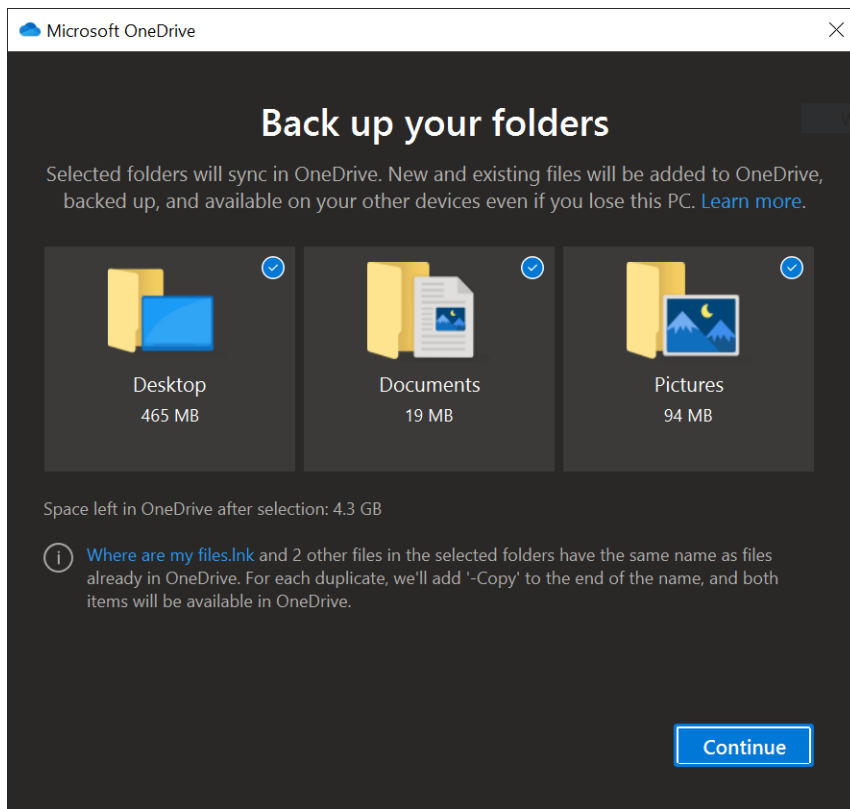 Microsoft OneDrive
Back up your folders
Selected folders will sync in OneDrive. New and existing files will be added to OneDrive,
backed up, and available on your other devices even if you lose this PC. Learn more.
Desktop
465 MB
Documents
19 MB
Pictures
94 MB
Space left in OneDrive after selection: 4.3 GB
Where are my files.lnk and 2 other files in the selected folders have the same name as files
already in OneDrive. For each duplicate, we'll add '-Copy' to the end of the name, and both
items will be available in OneDrive.
Continue